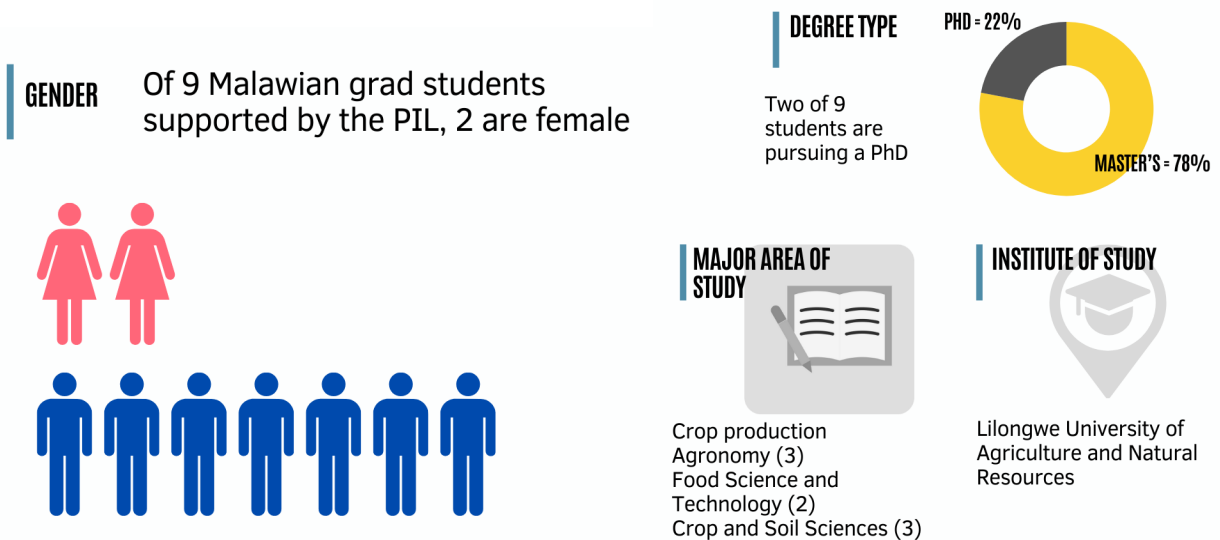 GENDER
Of 9 Malawian grad students
supported by the PIL, 2 are female
DEGREE TYPE
Two of 9
students are
pursuing a PhD
PHD = 22%
MASTER'S = 78%
MAJOR AREA OF
STUDY
Crop production
Agronomy (3)
Food Science and
Technology (2)
Crop and Soil Sciences (3)
INSTITUTE OF STUDY
Lilongwe University of
Agriculture and Natural
Resources